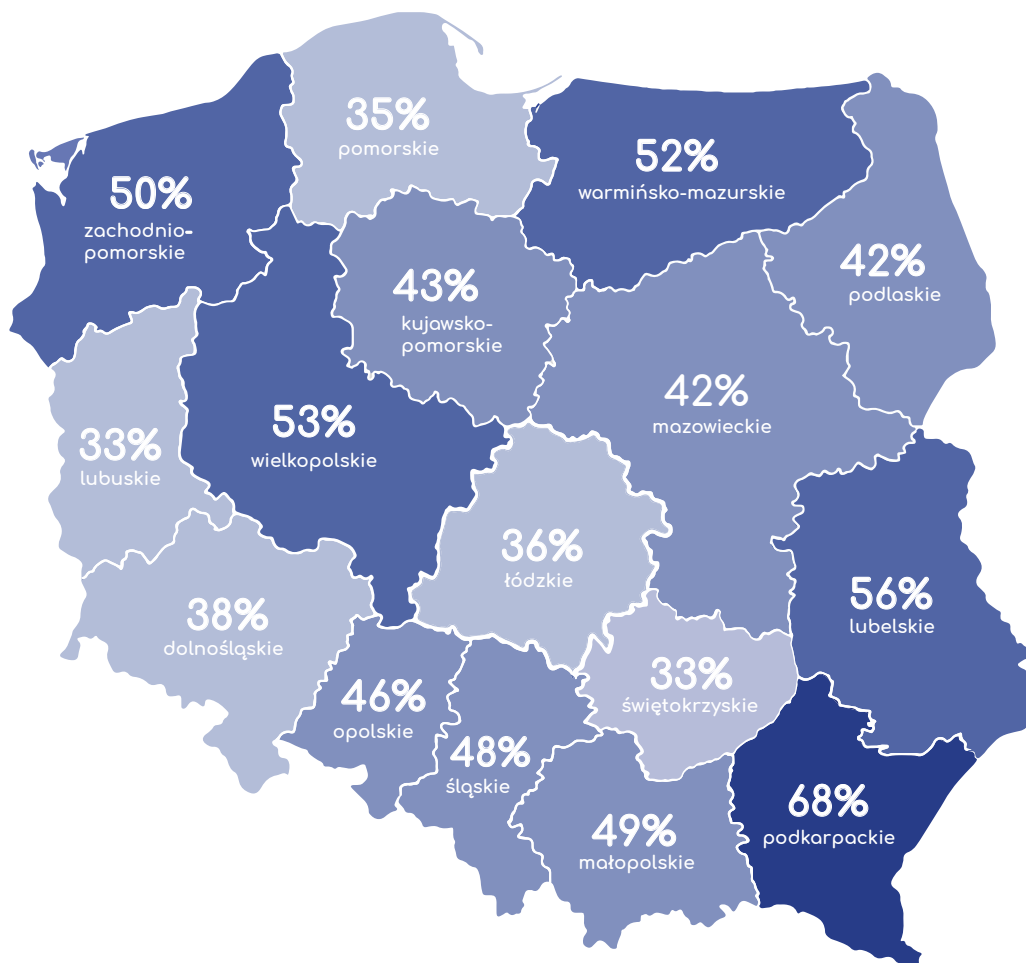 35%
pomorskie
52%
warmińsko-mazurskie
50%
zachodnio-
pomorskie
42%
podlaskie
43%
kujawsko-
pomorskie
42%
mazowieckie
53%
wielkopolskie
33%
lubuskie
36%
łódzkie
56%
lubelskie
38%
dolnośląskie
33%
świętokrzyskie
46%
opolskie
48%
śląskie
68%
podkarpackie
49%
małopolskie